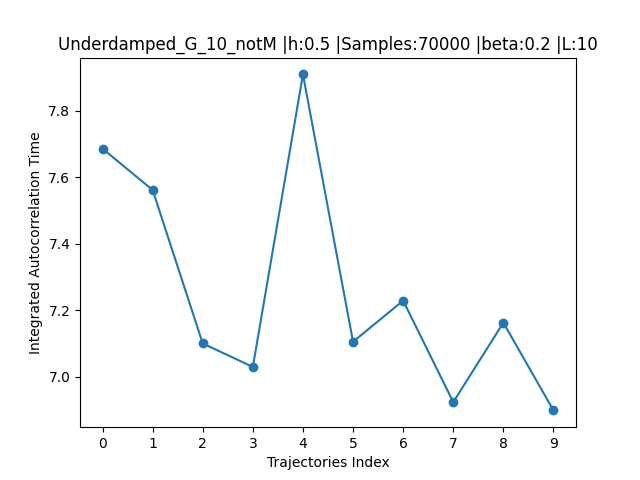 Underdamped_G_10_notM |h:0.5 |Samples:70000 |beta:0.2 |L:10
Integrated Autocorrelation Time
7.8
7.6
7.4
7.2
7.0
0 1 2 3 4 5 6 7 8 9
Trajectories Index